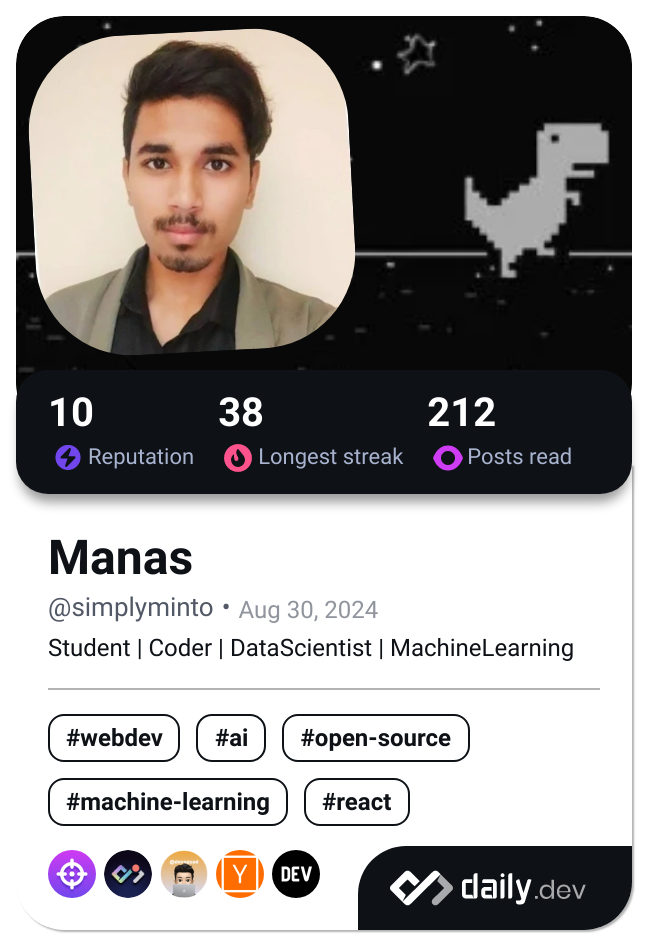 10 38 212
Reputation Longest streak Posts read
Manas
@simplyminto • Aug 30, 2024
Student | Coder | DataScientist | MachineLearning
#webdev #ai #open-source
#machine-learning #react
Y DEV daily.dev